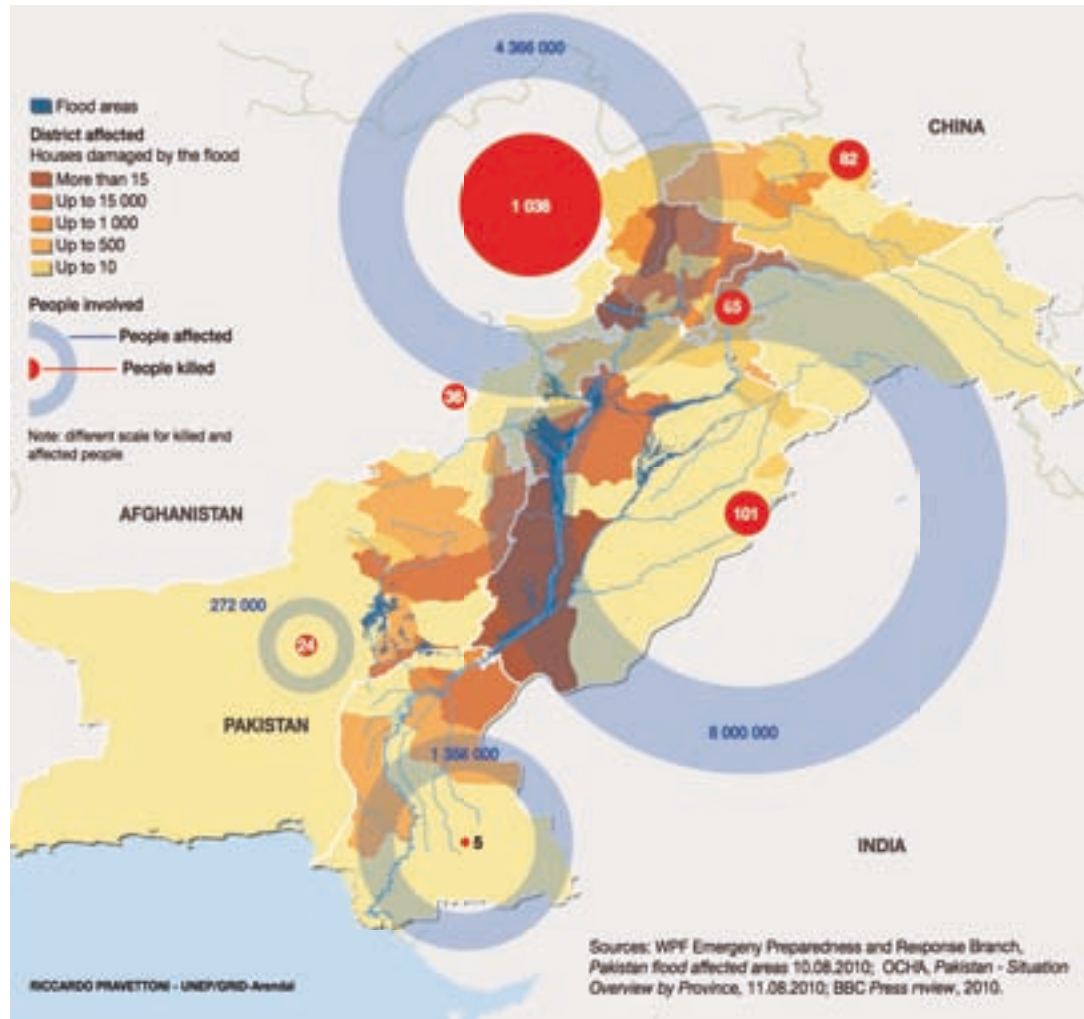 4 366 000
Flood areas
District affected
Houses damaged by the flood
More than 15
Up to 15 000
Up to 1 000
Up to 500
Up to 10
People involved
People affected
People killed
Note: different scale for killed and
affected people
CHINA
82
1 036
65
36
101
AFGHANISTAN
272 000
24
PAKISTAN
1 356 000
8 000 000
5
INDIA
Sources: WPF Emergeny Preparedness and Response Branch,
Pakistan flood affected areas 10.08.2010; OCHA, Pakistan - Situation
Overview by Province, 11.08.2010; BBC Press rview, 2010.
RICCARDO PRAVETTONI - UNEP/GRID-Arendal